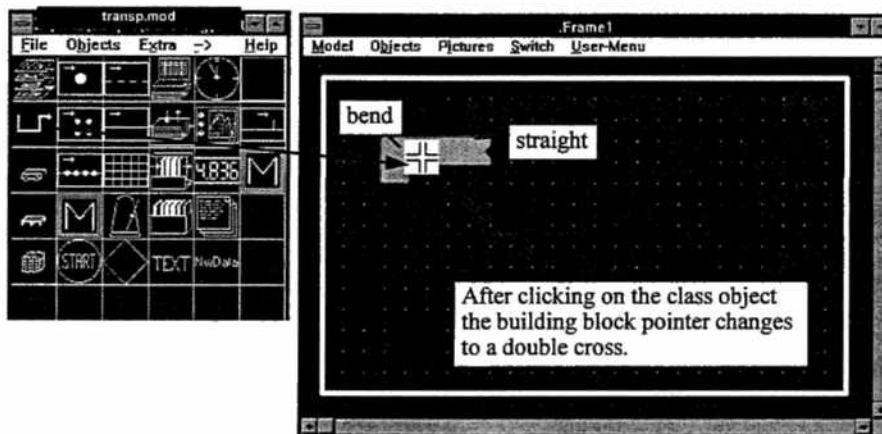 transp.mod
File Objects Extra -> Help
4.836
M
M
START
TEXT
NwData
.Frame1
Model Objects Pictures Switch User-Menu
bend
straight
After clicking on the class object
the building block pointer changes
to a double cross.